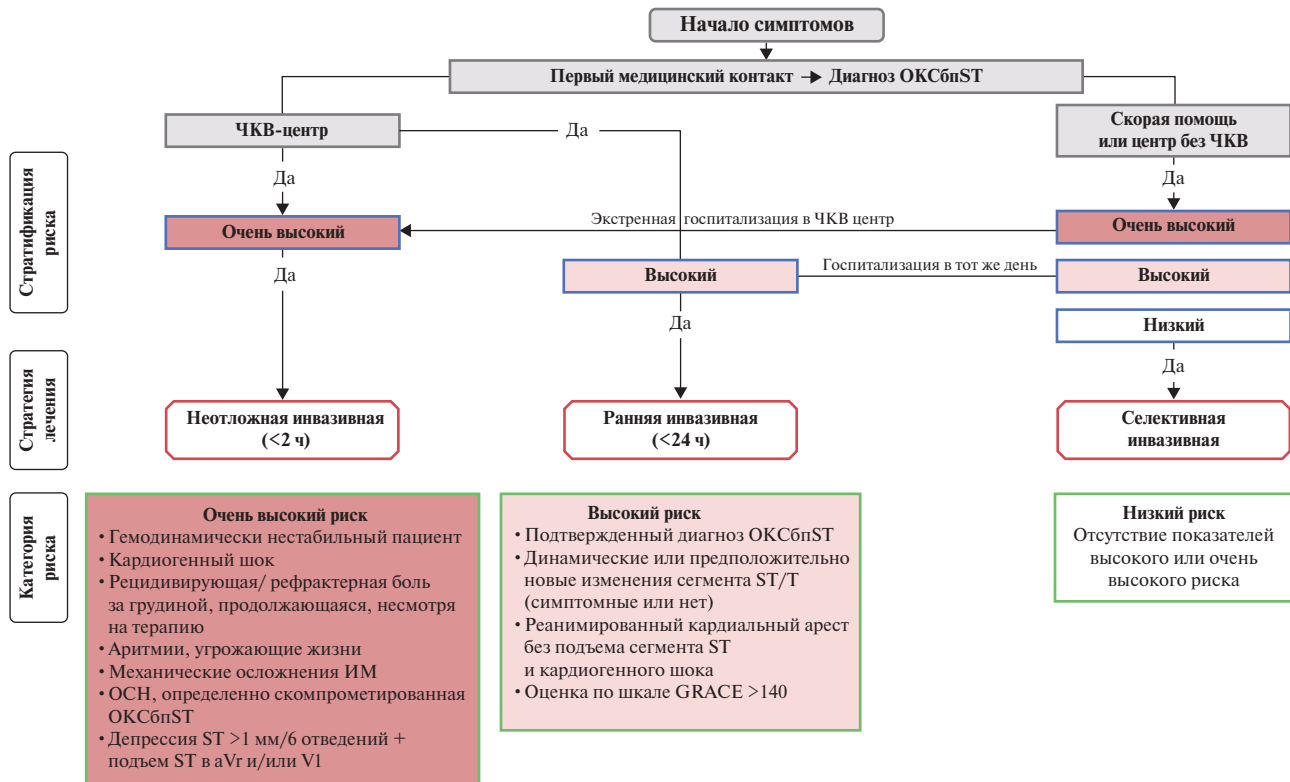 Начало симптомов
Первый медицинский контакт → Диагноз ОКСбпST
ЧКВ-центр
Да
Скорая помощь
или центр без ЧКВ
Стратификация
риска
Да
Да
Очень высокий
Экстренная госпитализация в ЧКВ центр
Очень высокий
Да
Высокий
Госпитализация в тот же день
Высокий
Да
Низкий
Да
Стратегия
лечения
Неотложная инвазивная
(<2 ч)
Ранняя инвазивная
(<24 ч)
Селективная
инвазивная
Категория
риска
Очень высокий риск
• Гемодинамически нестабильный пациент
• Кардиогенный шок
• Рецидивирующая/ рефрактерная боль
за грудиной, продолжающаяся, несмотря
на терапию
• Аритмии, угрожающие жизни
• Механические осложнения ИМ
• ОСН, определенно скомпрометированная
ОКСбпST
• Депрессия ST >1 мм/6 отведений +
подъем ST в aVr и/или V1
Высокий риск
• Подтвержденный диагноз ОКСбпST
• Динамические или предположительно
новые изменения сегмента ST/T
(симптомные или нет)
• Реанимированный кардиальный арест
без подъема сегмента ST
и кардиогенного шока
• Оценка по шкале GRACE >140
Низкий риск
Отсутствие показателей
высокого или очень
высокого риска